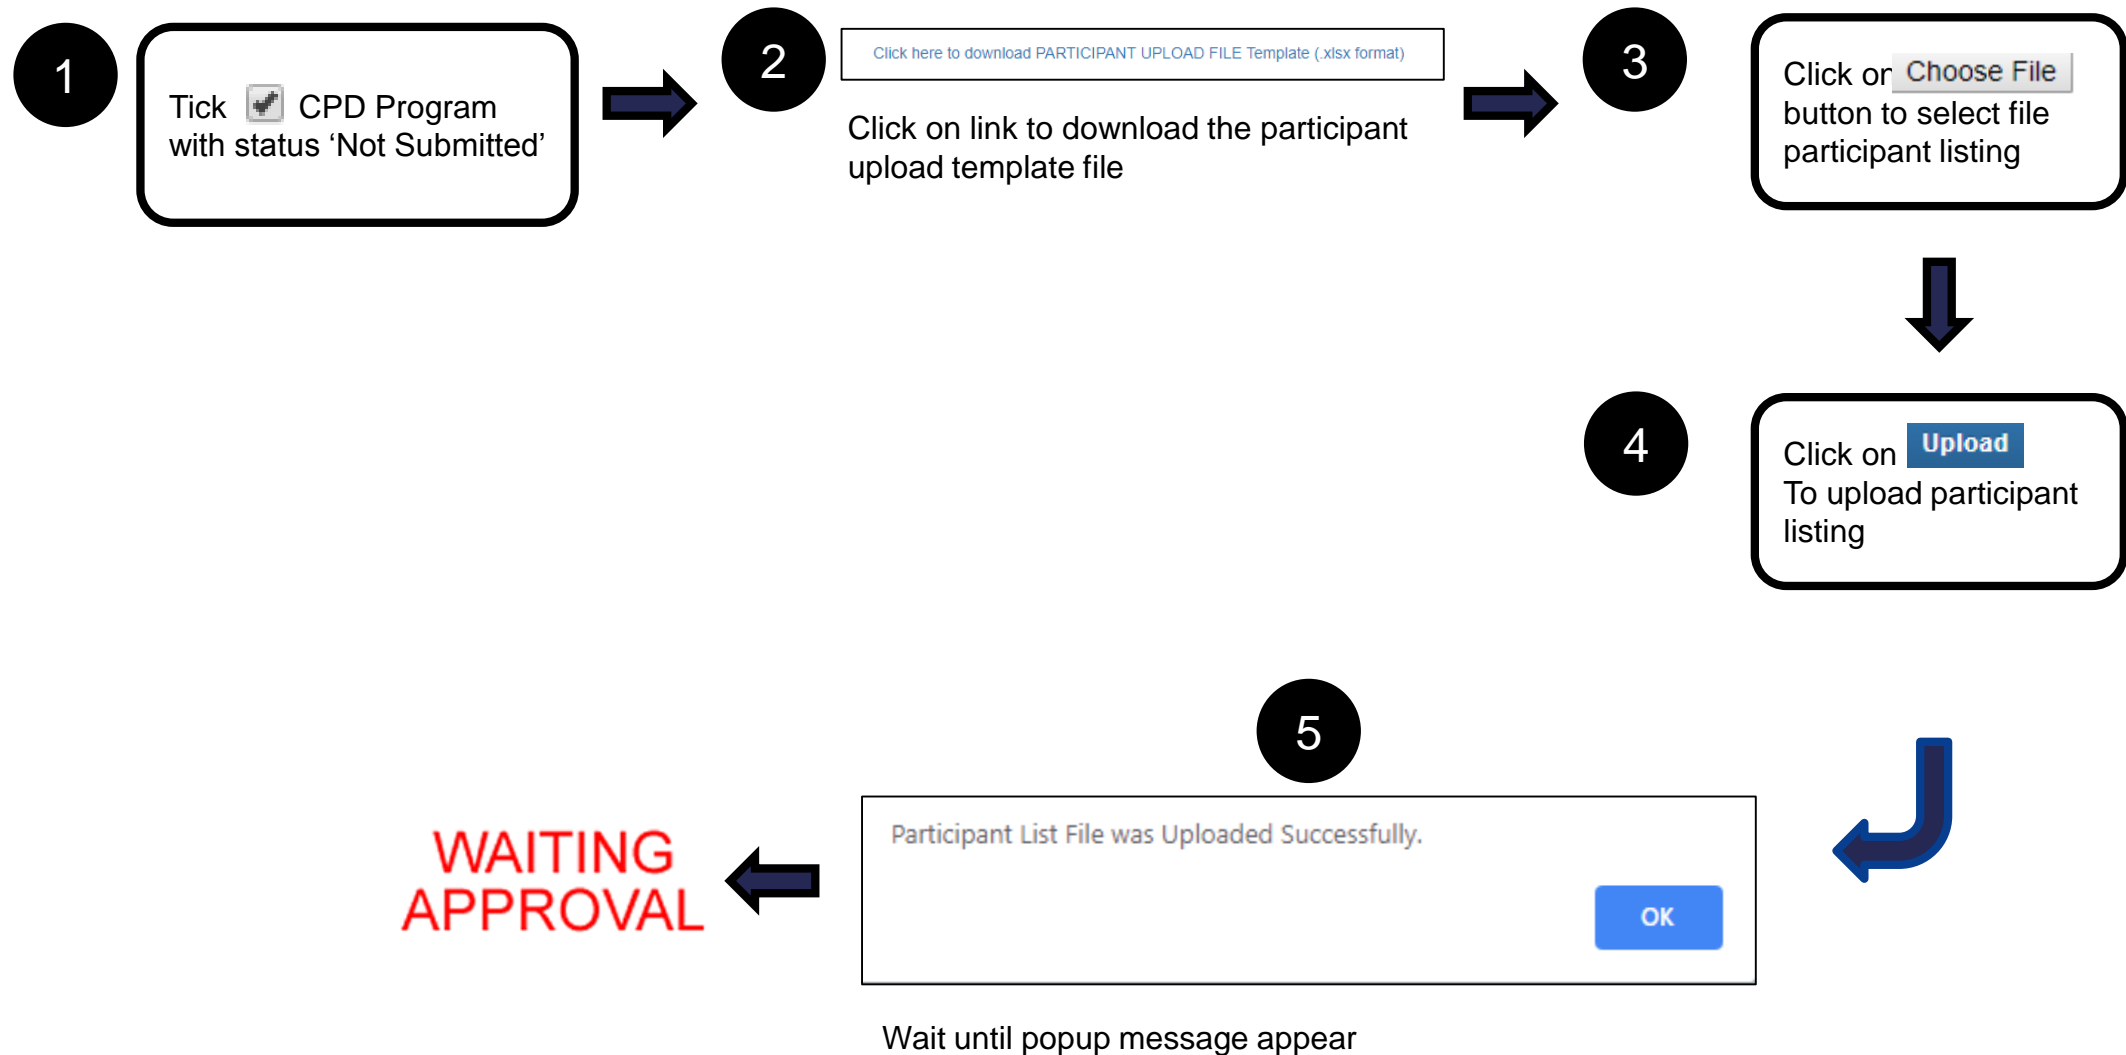 1
Tick CPD Program
with status ‘Not Submitted’
2
Click here to download PARTICIPANT UPLOAD FILE Template (.xlsx format)
Click on link to download the participant
upload template file
3
Click on Choose File
button to select file
participant listing
4
Click on Upload
To upload participant
listing
5
Participant List File was Uploaded Successfully.
OK
Wait until popup message appear
WAITING
APPROVAL